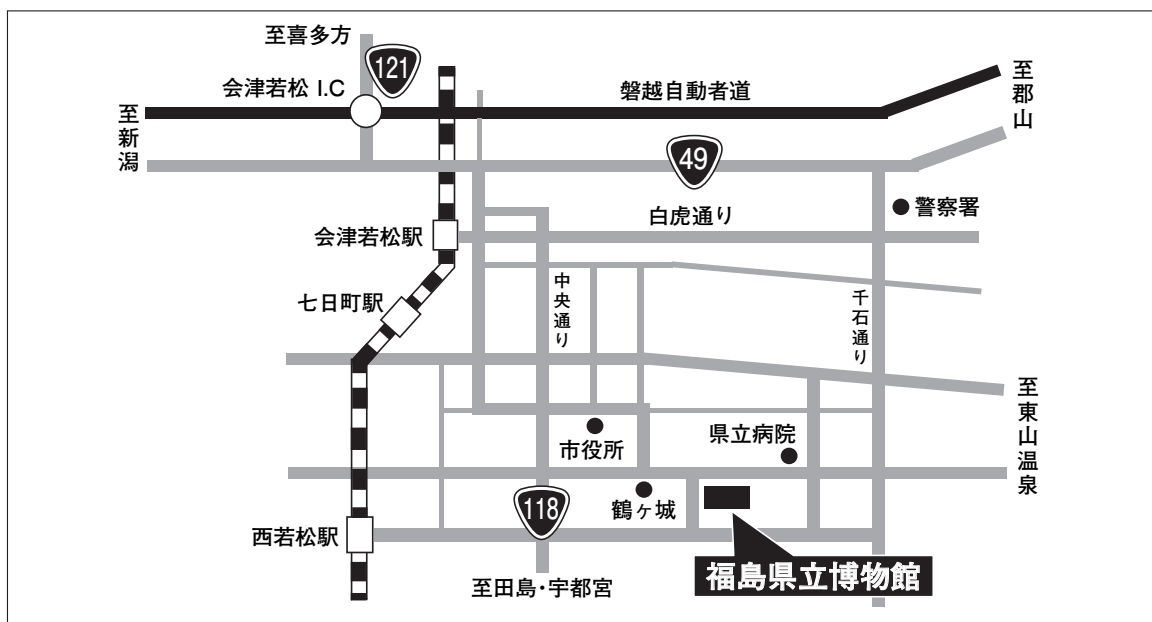 至喜多方
121
会津若松 I.C
磐越自動者道
至郡山
至新潟
49
警察署
白虎通り
会津若松駅
中央通り
千石通り
七日町駅
至東山温泉
市役所
県立病院
118
鶴ヶ城
西若松駅
福島県立博物館
至田島・宇都宮